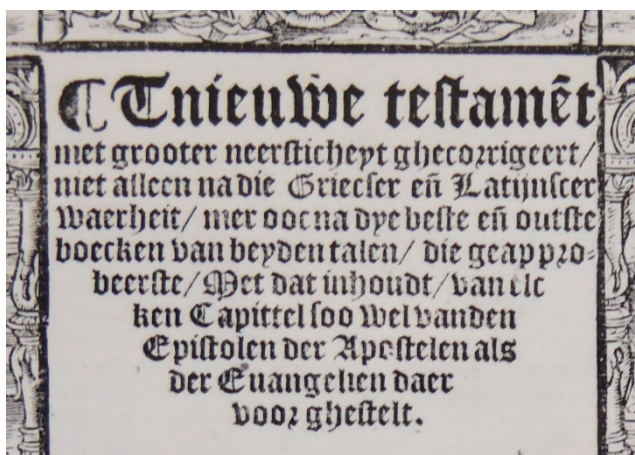 ¶ Tnieuwe testamēt
met grooter neersticheyt ghecorrigeert/
niet alleen na die Griecser eñ Latijnscer
waerheit/ mer ooc na dye beste eñ outste
boecken van beyden talen/ die geappro⸗
beerste/ Met dat inhoudt/ van elc
ken Capittel soo wel vanden
Epistolen der Apostelen als
der Euangelien daer
voor ghestelt.